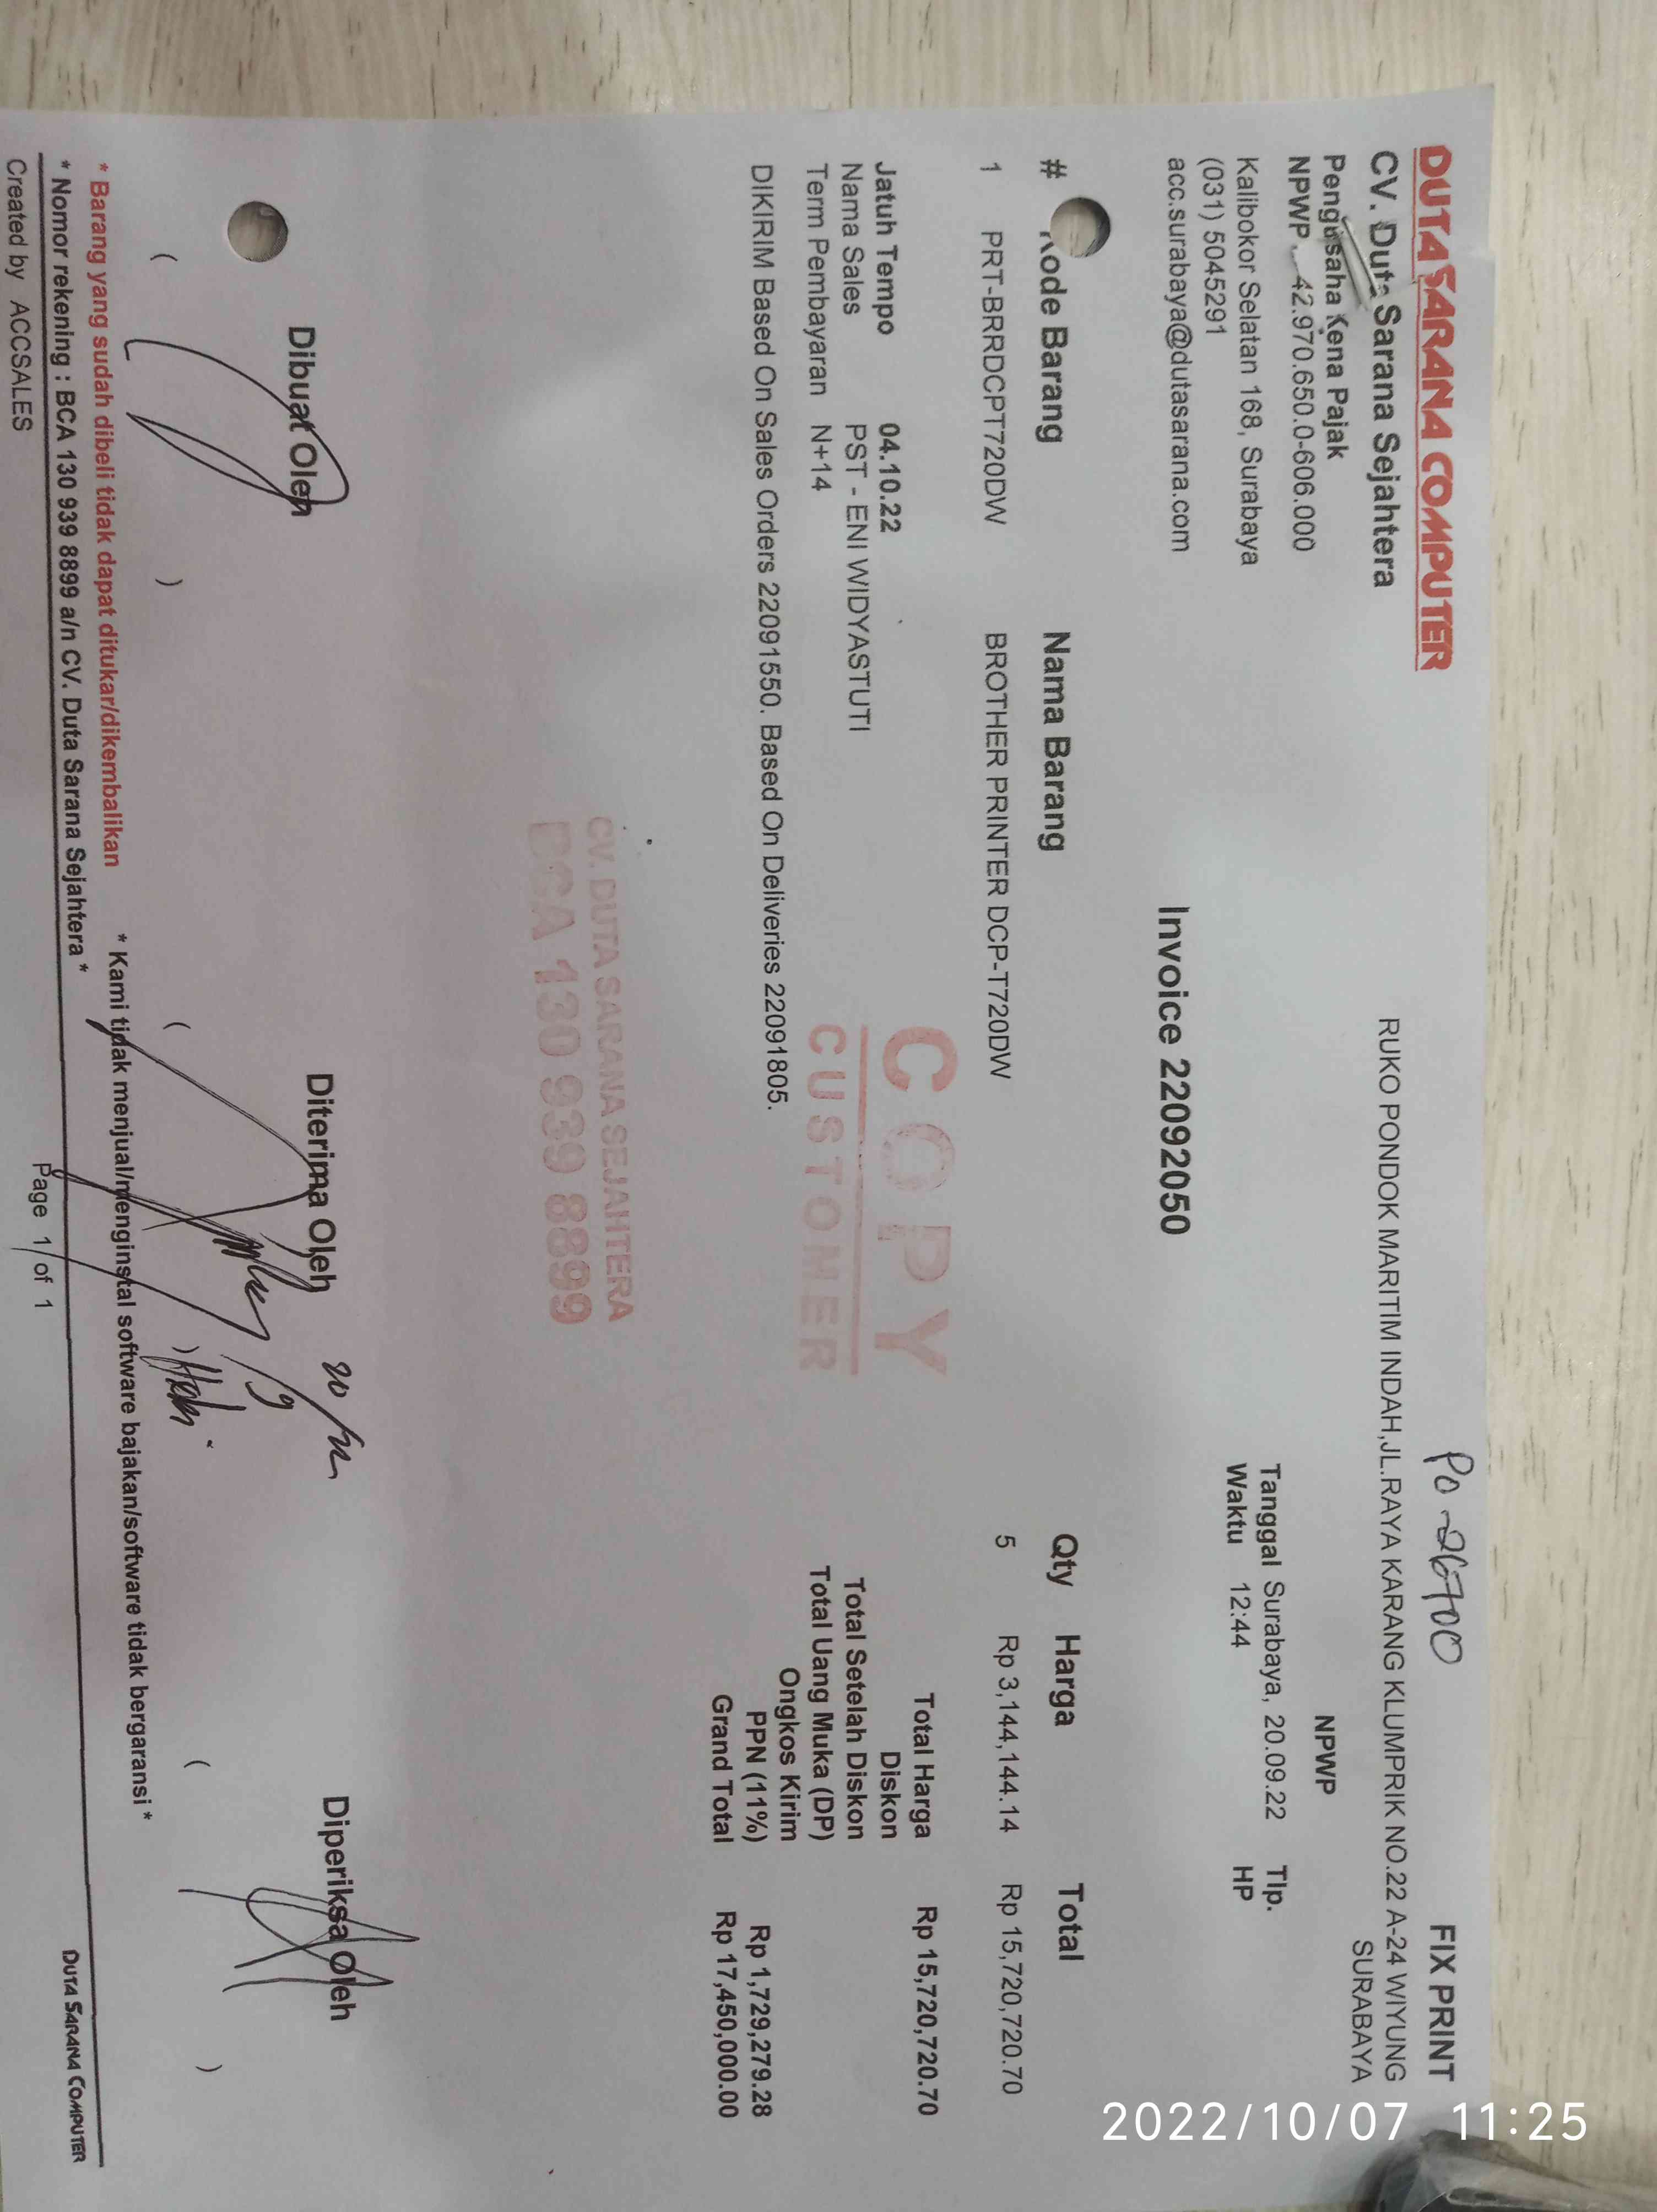 DUTA SARANA COMPUTER
CV. Duta Sarana Sejahtera
Pengusaha Kena Pajak
NPWP 42.970.650.0-606.000
Kalibokor Selatan 168, Surabaya
(031) 5045291
acc.surabaya@dutasarana.com
PO-26700
FIX PRINT
RUKO PONDOK MARITIM INDAH,JL.RAYA KARANG KLUMPRIK NO.22 A-24 WIYUNG
SURABAYA
NPWP
Tanggal Surabaya, 20.09.22 Tlp.
Waktu 12:44 HP
Invoice 22092050
# Kode Barang Nama Barang Qty Harga Total
1 PRT-BRRDCPT720DW BROTHER PRINTER DCP-T720DW 5 Rp 3,144,144.14 Rp 15,720,720.70
Jatuh Tempo 04.10.22
Nama Sales PST - ENI WIDYASTUTI
Term Pembayaran N+14
DIKIRIM Based On Sales Orders 22091550. Based On Deliveries 22091805.
COPY
CUSTOMER
Total Harga Rp 15,720,720.70
Diskon
Total Setelah Diskon
Total Uang Muka (DP)
Ongkos Kirim
PPN (11%) Rp 1,729,279.28
Grand Total Rp 17,450,000.00
CV. DUTA SARANA SEJAHTERA
BCA 130 939 8899
Dibuat Oleh Diterima Oleh Diperiksa Oleh
( ) ( ) ( )
* Barang yang sudah dibeli tidak dapat ditukar/dikembalikan * Kami tidak menjual/menginstal software bajakan/software tidak bergaransi *
* Nomor rekening : BCA 130 939 8899 a/n CV. Duta Sarana Sejahtera *
Created by ACCSALES Page 1 of 1 DUTA SARANA COMPUTER
2022/10/07 11:25